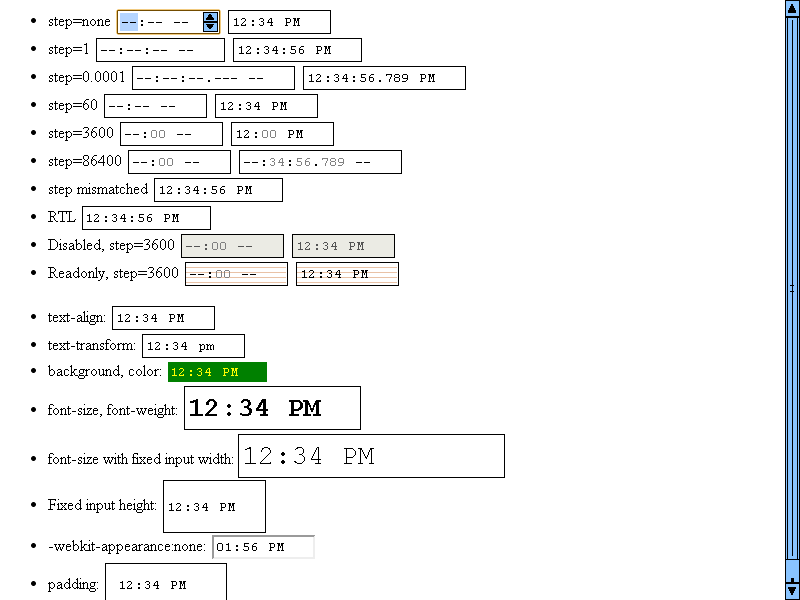 step=none --:-- -- 12:34 PM
step=1 --:--:-- -- 12:34:56 PM
step=0.0001 --:--:--.--- -- 12:34:56.789 PM
step=60 --:-- -- 12:34 PM
step=3600 --:00 -- 12:00 PM
step=86400 --:00 -- --:34:56.789 --
step mismatched 12:34:56 PM
RTL 12:34:56 PM
Disabled, step=3600 --:00 -- 12:34 PM
Readonly, step=3600 --:00 -- 12:34 PM
text-align: 12:34 PM
text-transform: 12:34 pm
background, color: 12:34 PM
font-size, font-weight: 12:34 PM
font-size with fixed input width: 12:34 PM
Fixed input height: 12:34 PM
-webkit-appearance:none: 01:56 PM
padding: 12:34 PM